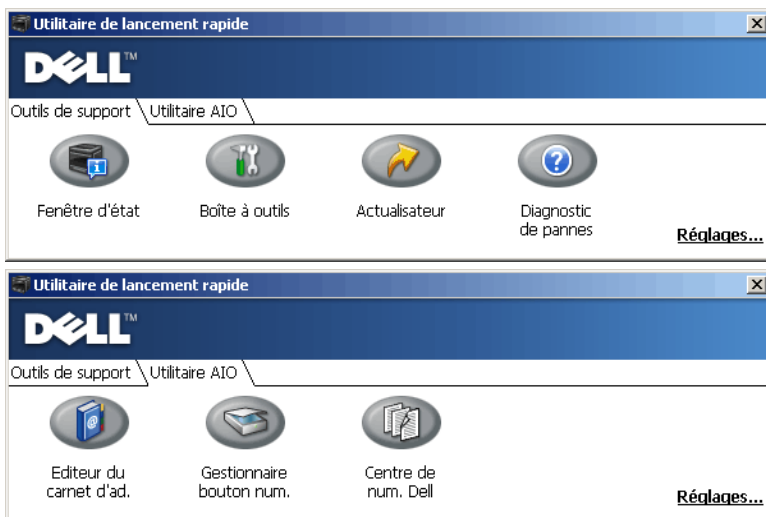 Utilitaire de lancement rapide
DELL™
Outils de support Utilitaire AIO
Fenêtre d'état Boîte à outils Actualisateur Diagnostic de pannes
Réglages...
Utilitaire de lancement rapide
DELL™
Outils de support Utilitaire AIO
Editeur du carnet d'ad. Gestionnaire bouton num. Centre de num. Dell
Réglages...